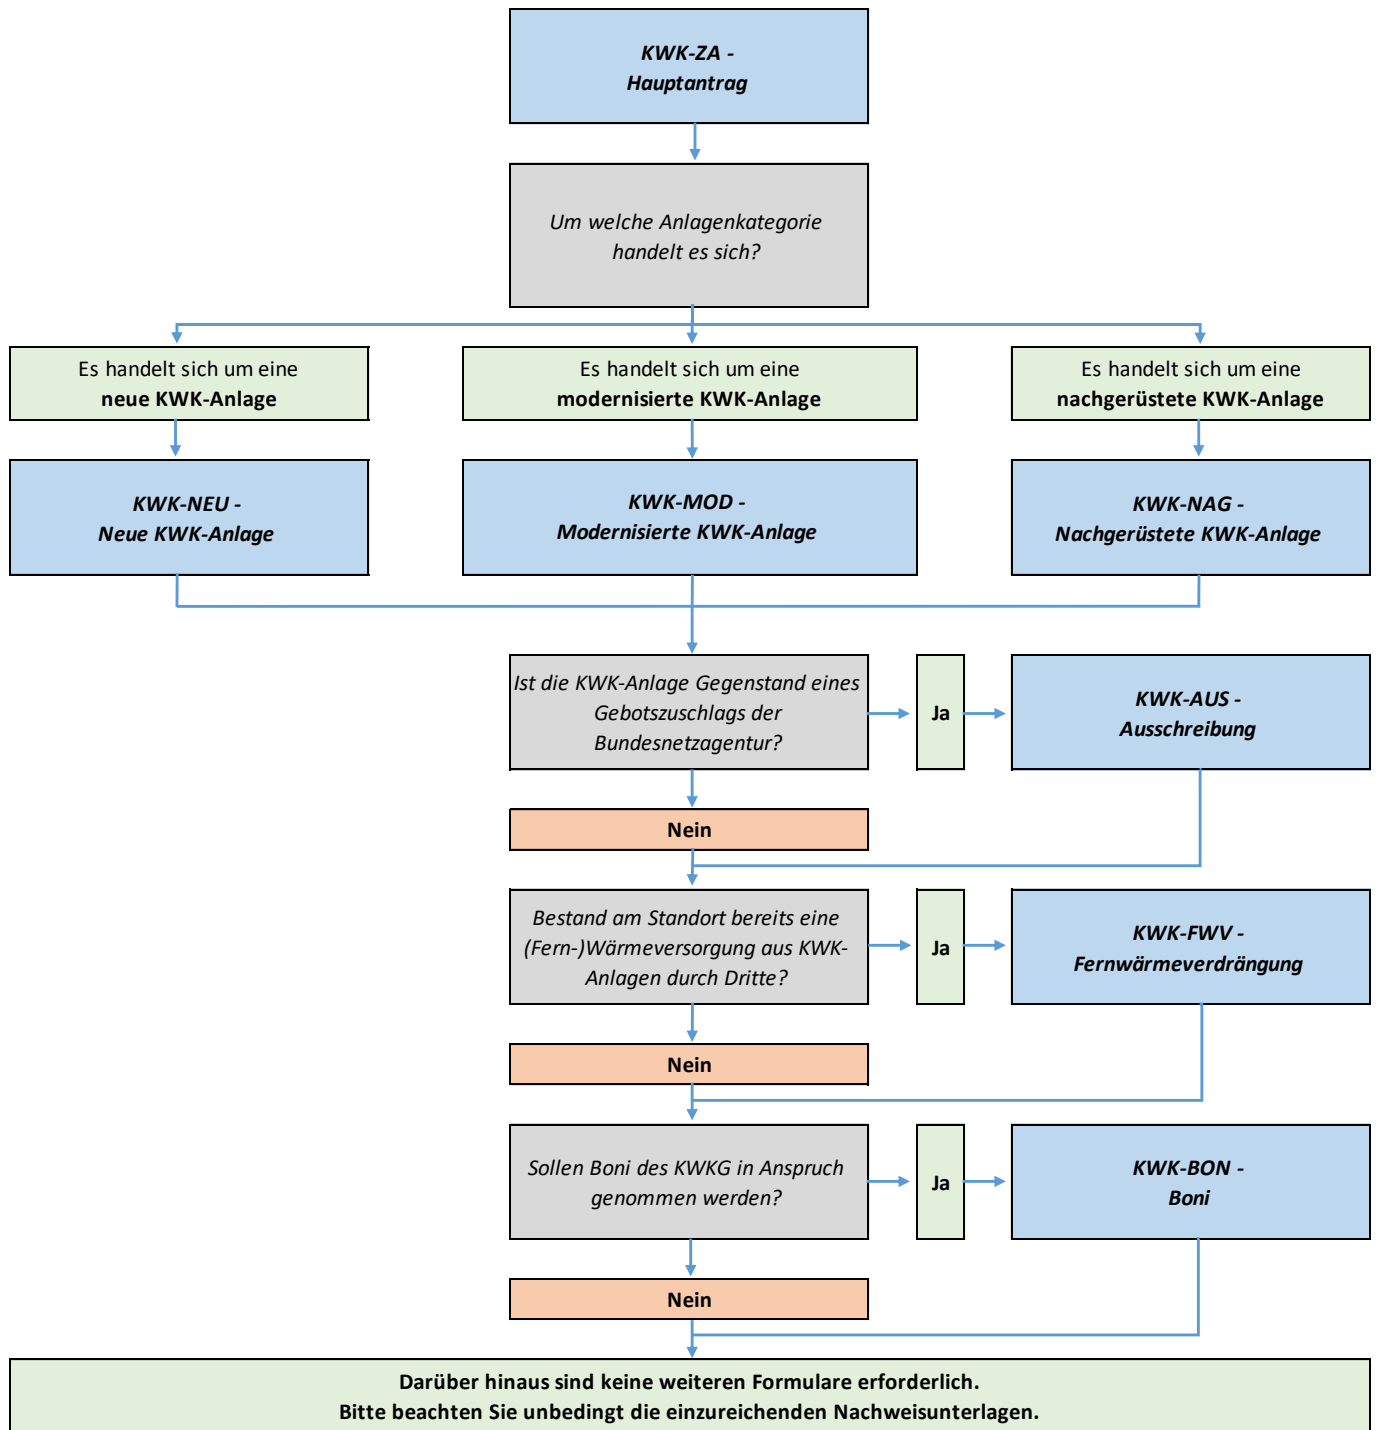 KWK-ZA -
Hauptantrag
Um welche Anlagenkategorie
handelt es sich?
Es handelt sich um eine
neue KWK-Anlage
Es handelt sich um eine
modernisierte KWK-Anlage
Es handelt sich um eine
nachgerüstete KWK-Anlage
KWK-NEU -
Neue KWK-Anlage
KWK-MOD -
Modernisierte KWK-Anlage
KWK-NAG -
Nachgerüstete KWK-Anlage
Ist die KWK-Anlage Gegenstand eines
Gebotszuschlags der
Bundesnetzagentur?
Ja
KWK-AUS -
Ausschreibung
Nein
Bestand am Standort bereits eine
(Fern-)Wärmeversorgung aus KWK-
Anlagen durch Dritte?
Ja
KWK-FWV -
Fernwärmeverdrängung
Nein
Sollen Boni des KWKG in Anspruch
genommen werden?
Ja
KWK-BON -
Boni
Nein
Darüber hinaus sind keine weiteren Formulare erforderlich.
Bitte beachten Sie unbedingt die einzureichenden Nachweisunterlagen.